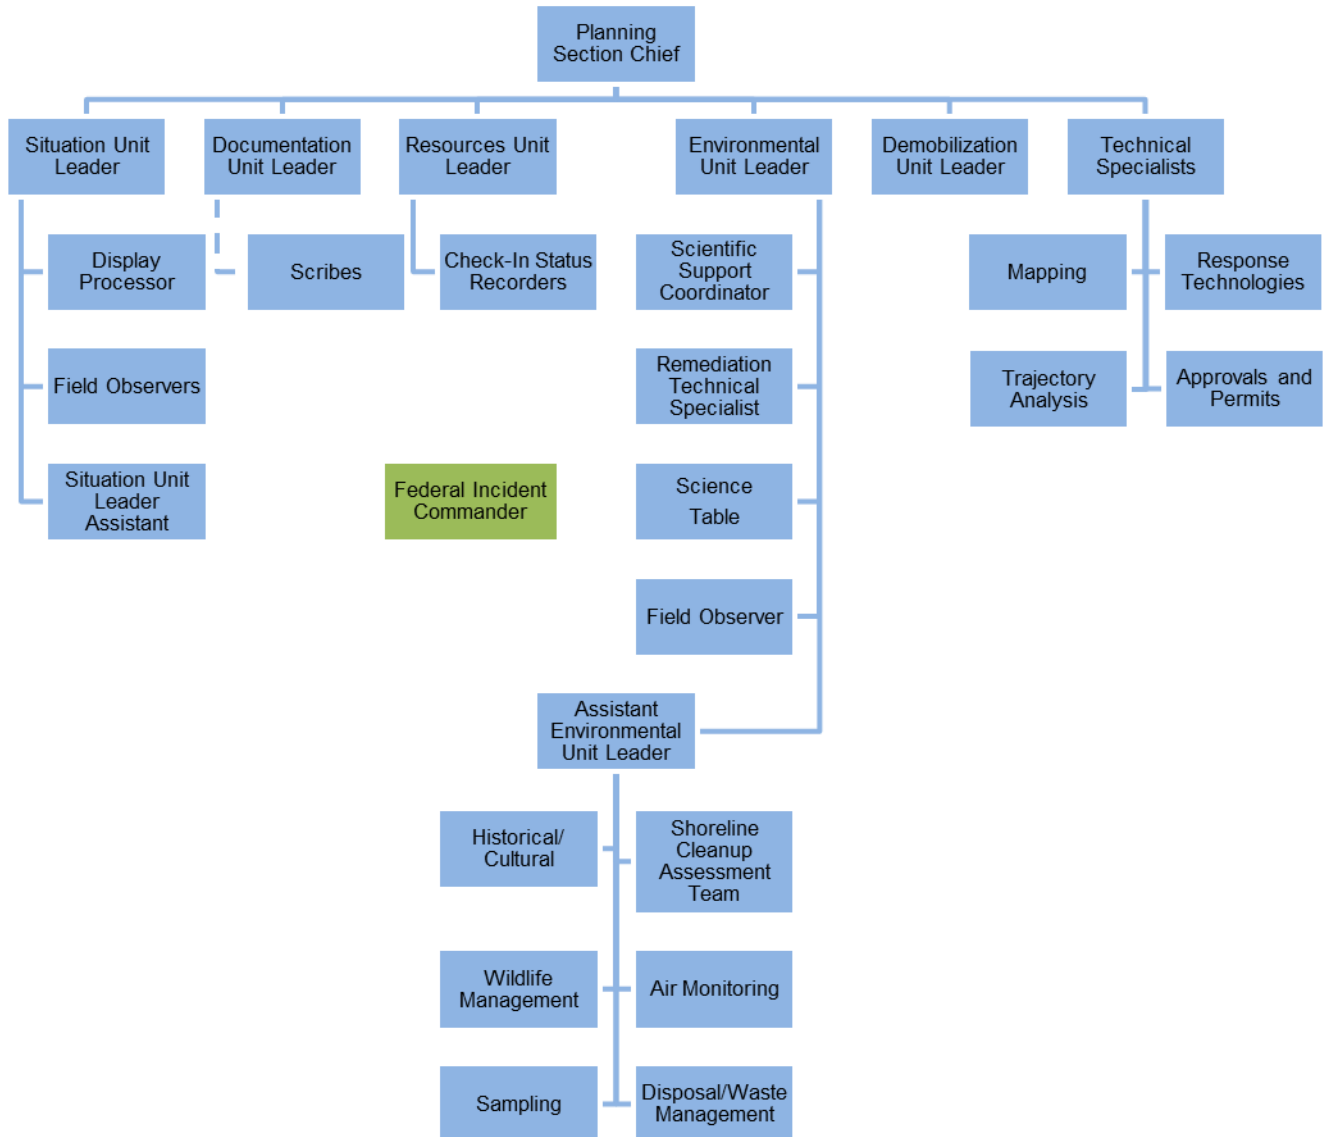 Planning
Section Chief
Situation Unit
Leader
Documentation
Unit Leader
Resources Unit
Leader
Environmental
Unit Leader
Demobilization
Unit Leader
Technical
Specialists
Display
Processor
Scribes
Check-In Status
Recorders
Scientific
Support
Coordinator
Mapping
Response
Technologies
Field Observers
Remediation
Technical
Specialist
Trajectory
Analysis
Approvals and
Permits
Situation Unit
Leader
Assistant
Federal Incident
Commander
Science
Table
Field Observer
Assistant
Environmental
Unit Leader
Historical/
Cultural
Shoreline
Cleanup
Assessment
Team
Wildlife
Management
Air Monitoring
Sampling
Disposal/Waste
Management